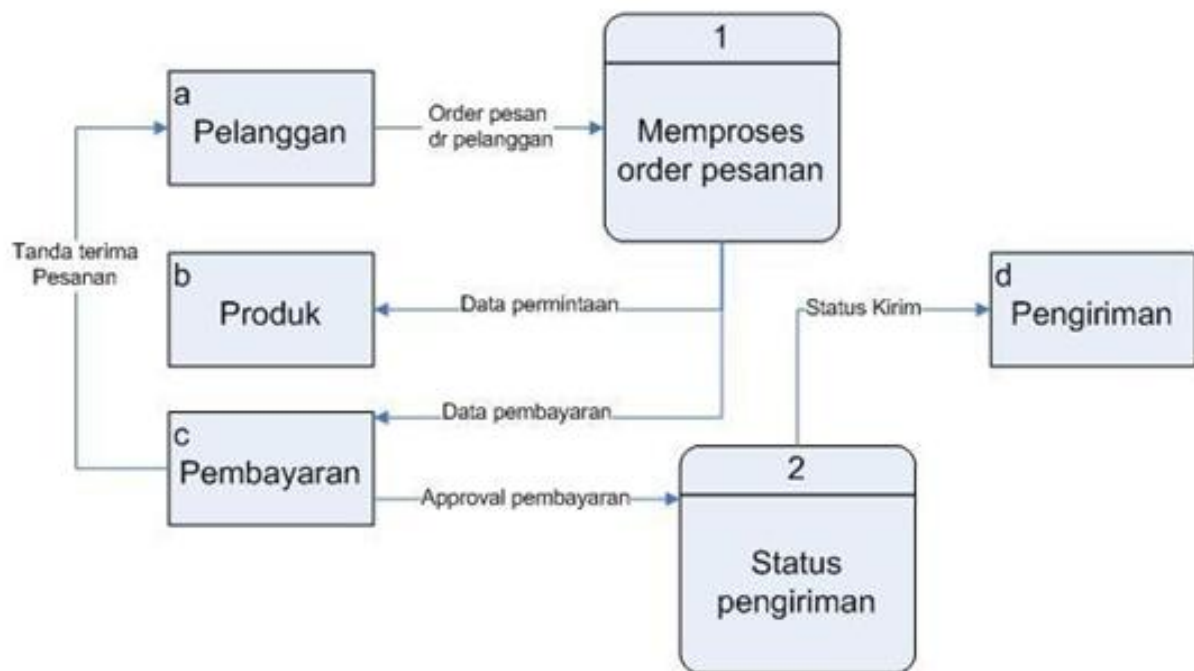 1
a
Pelanggan
Order pesan
dr pelanggan
Memproses
order pesanan
Tanda terima
Pesanan
b
Produk
Data permintaan
Status Kirim
d
Pengiriman
Data pembayaran
c
Pembayaran
Approval pembayaran
2
Status
pengiriman